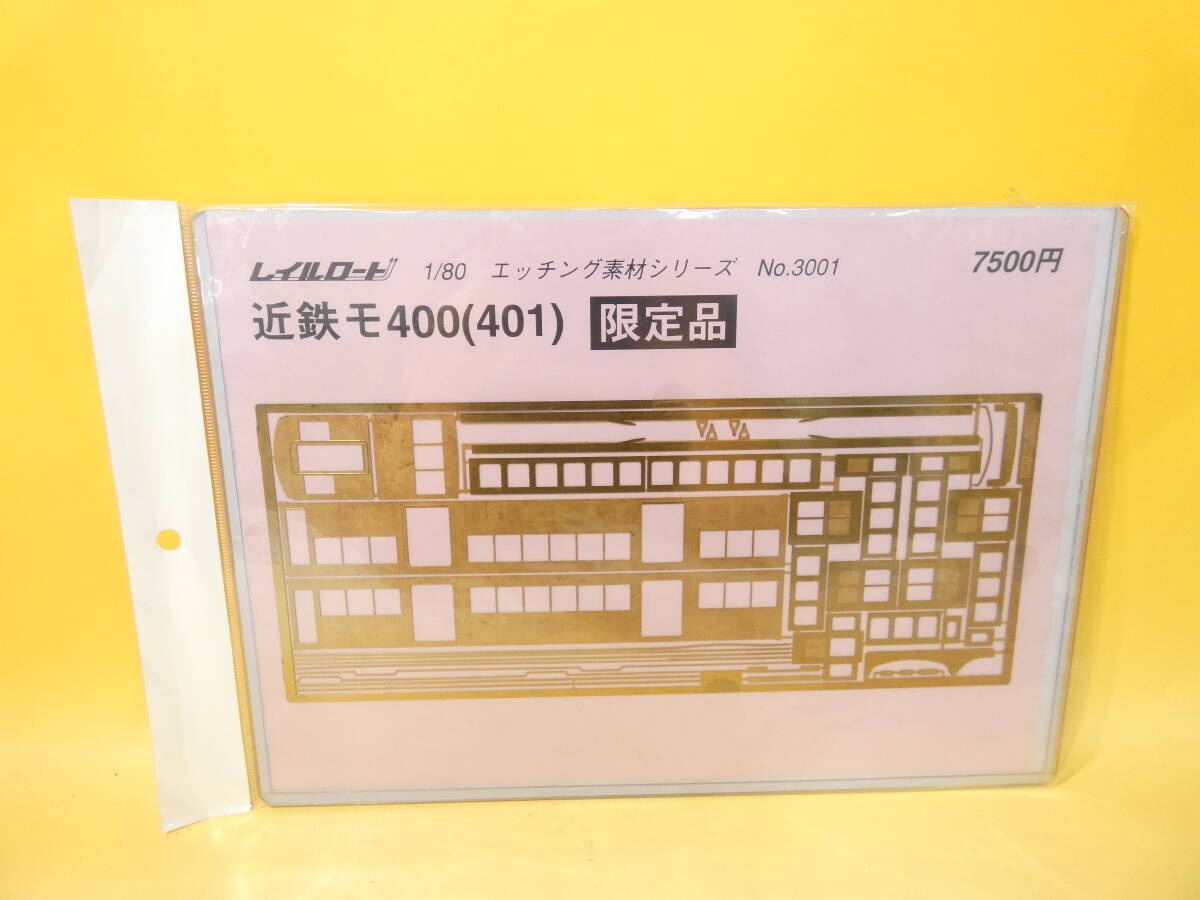 レイルロード 1/80 エッチング素材シリーズ No.3001 7500円
近鉄モ400(401) 限定品